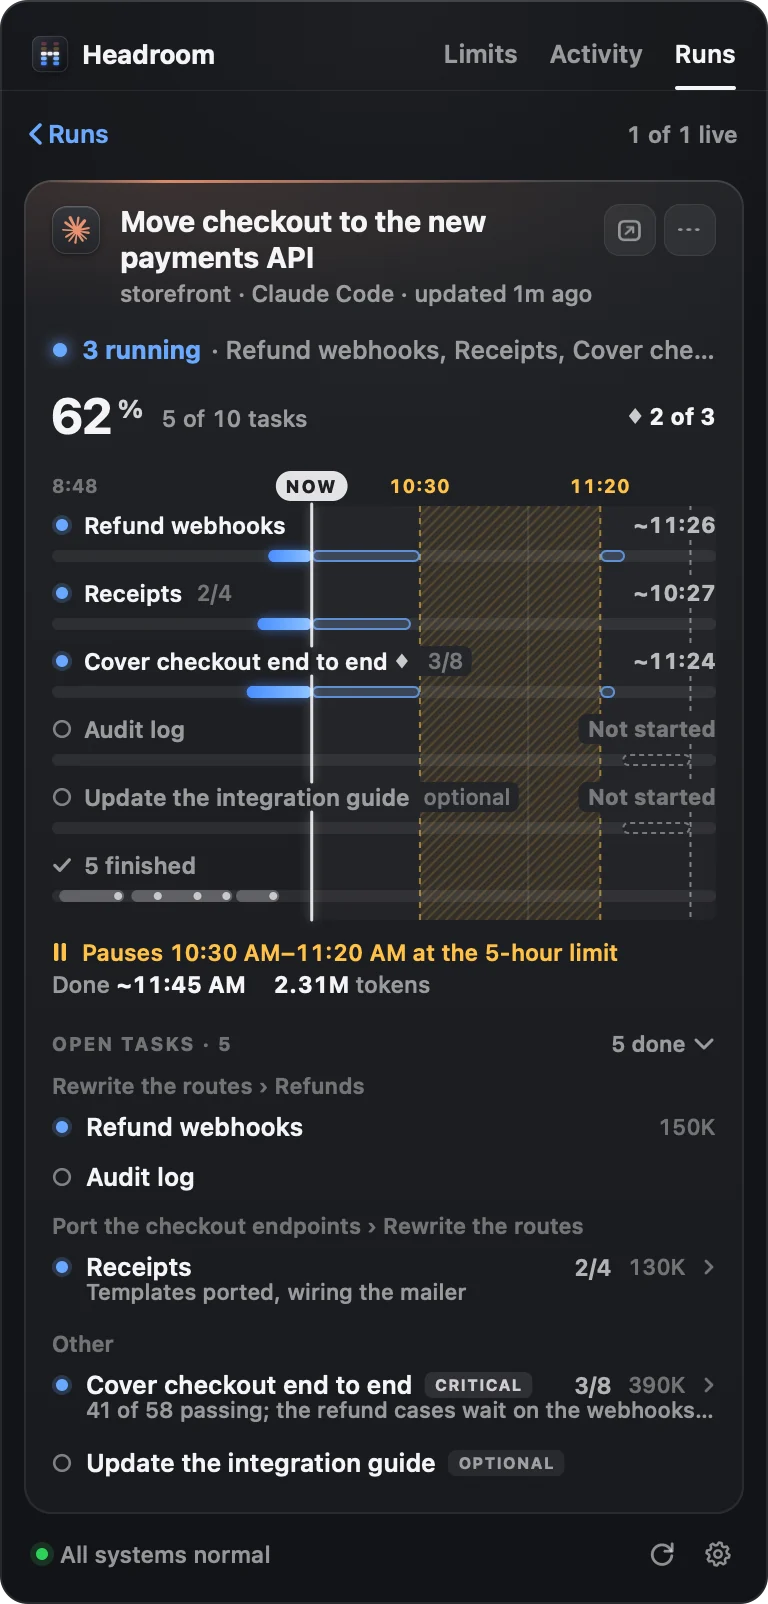 Headroom Limits Activity Runs
Runs 1 of 1 live
Move checkout to the new
payments API
storefront · Claude Code · updated 1m ago
3 running · Refund webhooks, Receipts, Cover che...
62% 5 of 10 tasks ♦ 2 of 3
8:48 NOW 10:30 11:20
Refund webhooks ~11:26
Receipts 2/4 ~10:27
Cover checkout end to end ♦ 3/8 ~11:24
Audit log Not started
Update the integration guide optional Not started
5 finished
Pauses 10:30 AM–11:20 AM at the 5-hour limit
Done ~11:45 AM 2.31M tokens
OPEN TASKS · 5 5 done
Rewrite the routes › Refunds
Refund webhooks 150K
Audit log
Port the checkout endpoints › Rewrite the routes
Receipts 2/4 130K
Templates ported, wiring the mailer
Other
Cover checkout end to end CRITICAL 3/8 390K
41 of 58 passing; the refund cases wait on the webhooks...
Update the integration guide OPTIONAL
All systems normal